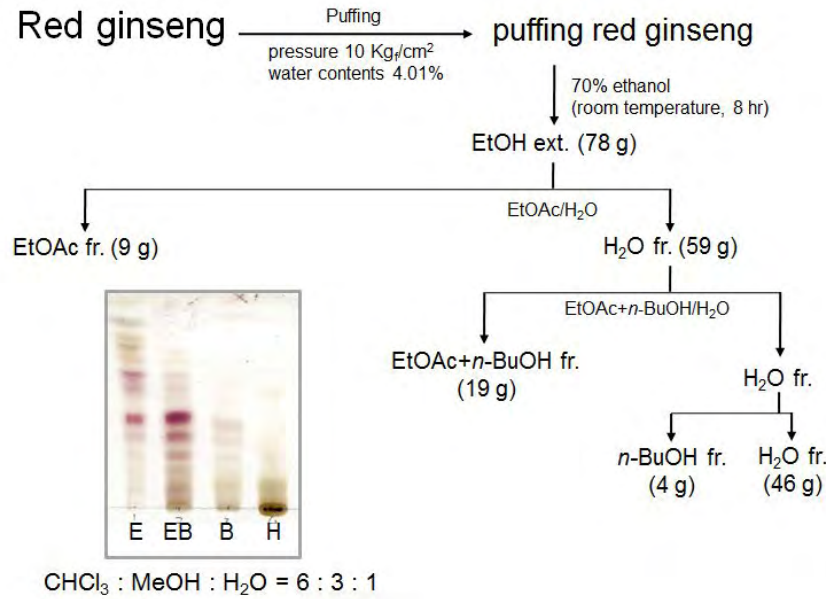 Red ginseng
Puffing
pressure 10 Kgf/cm²
water contents 4.01%
puffing red ginseng
70% ethanol
(room temperature, 8 hr)
EtOH ext. (78 g)
EtOAc/H₂O
EtOAc fr. (9 g)
H₂O fr. (59 g)
EtOAc+n-BuOH/H₂O
EtOAc+n-BuOH fr.
(19 g)
H₂O fr.
n-BuOH fr.
(4 g)
H₂O fr.
(46 g)
E EB B H
CHCl₃ : MeOH : H₂O = 6 : 3 : 1